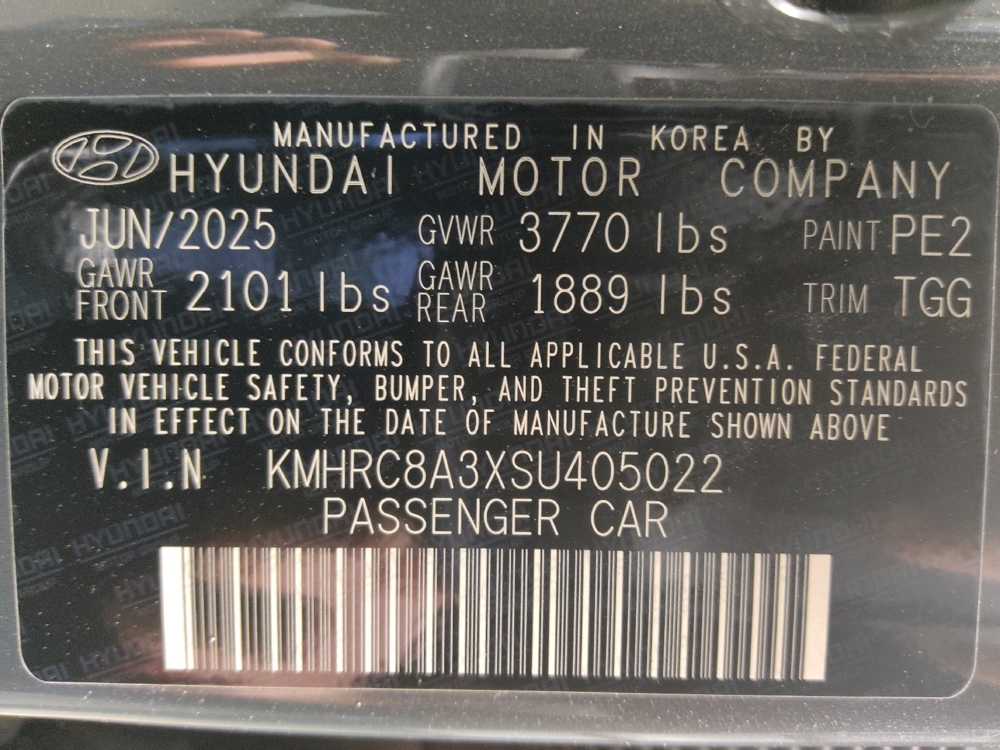 MANUFACTURED IN KOREA BY
HYUNDAI MOTOR COMPANY
JUN/2025 GVWR 3770 lbs PAINT PE2
GAWR FRONT 2101 lbs GAWR REAR 1889 lbs TRIM TGG
THIS VEHICLE CONFORMS TO ALL APPLICABLE U.S.A. FEDERAL
MOTOR VEHICLE SAFETY, BUMPER, AND THEFT PREVENTION STANDARDS
IN EFFECT ON THE DATE OF MANUFACTURE SHOWN ABOVE
V.I.N KMHRC8A3XSU405022
PASSENGER CAR